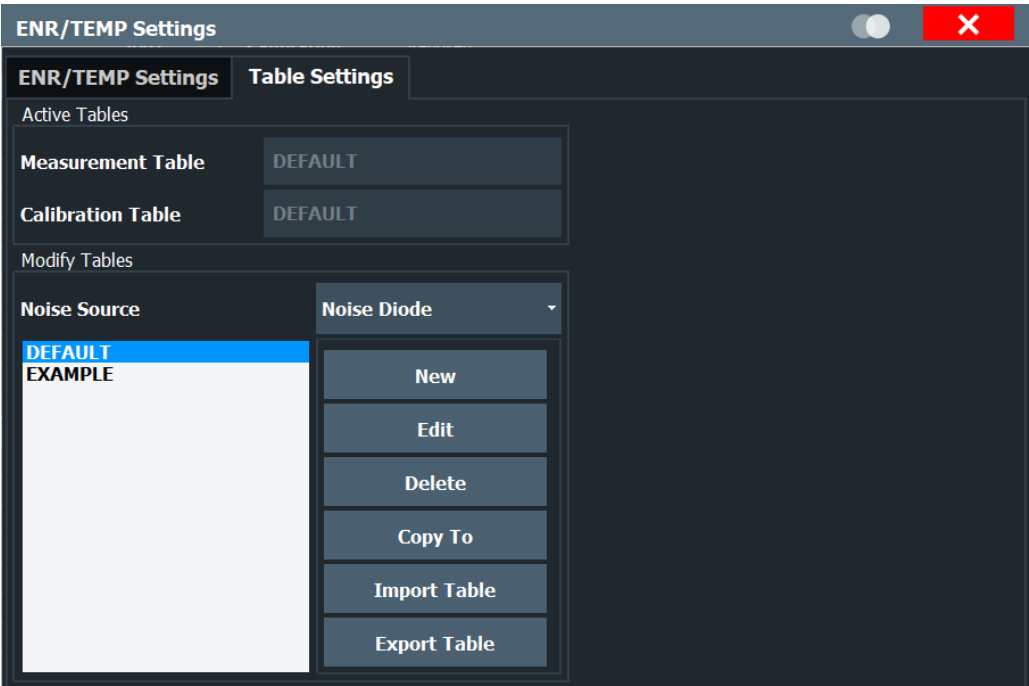 ENR/TEMP Settings
ENR/TEMP Settings Table Settings
Active Tables
Measurement Table DEFAULT
Calibration Table DEFAULT
Modify Tables
Noise Source Noise Diode
DEFAULT
EXAMPLE
New
Edit
Delete
Copy To
Import Table
Export Table